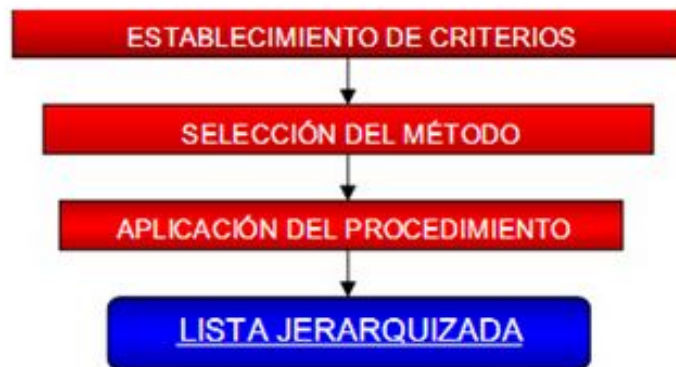 ESTABLECIMIENTO DE CRITERIOS
SELECCIÓN DEL MÉTODO
APLICACIÓN DEL PROCEDIMIENTO
LISTA JERARQUIZADA